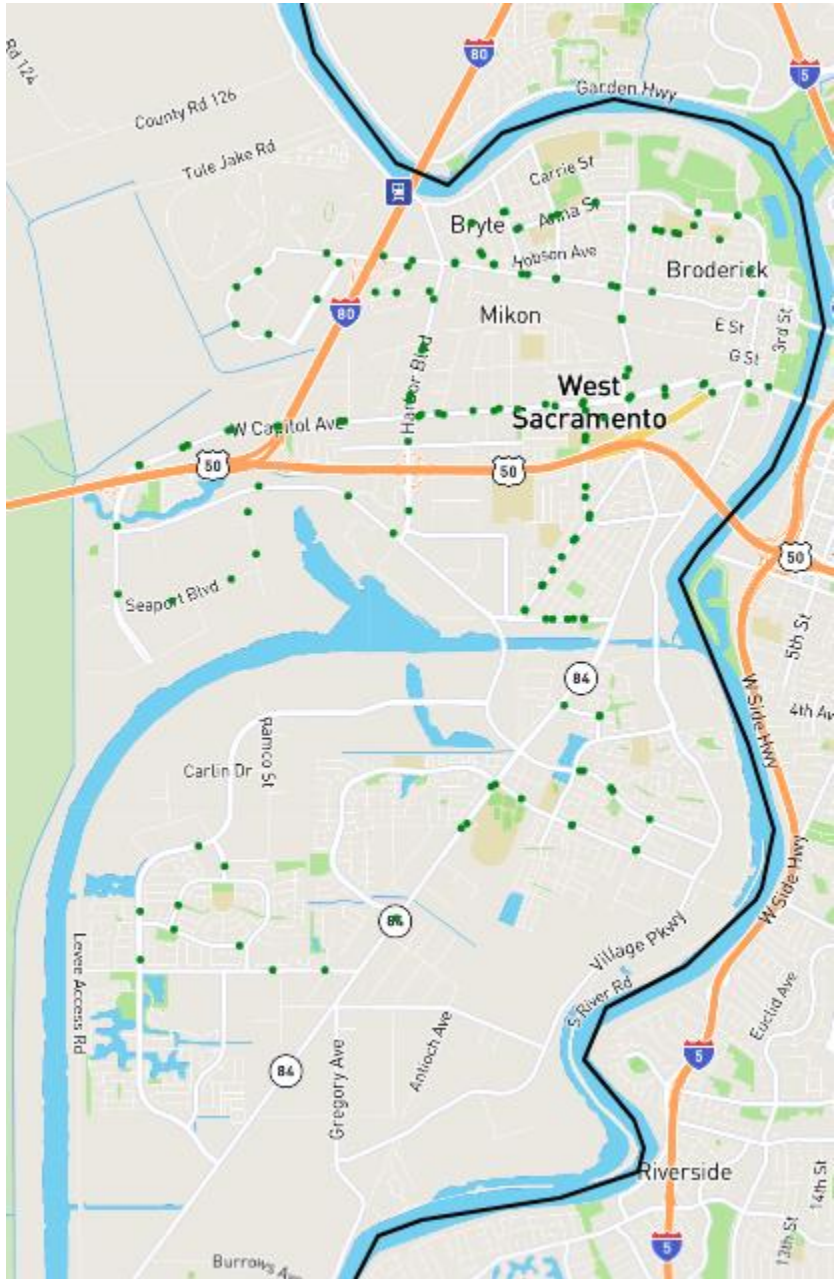 Rd 124
80
5
County Rd 126
Garden Hwy
Tule Jake Rd
Carrie St
Bryte
Anna St
Hobson Ave
Broderick
80
Mikon
E St
3rd St
G St
Harbor Blvd
West
Sacramento
W Capitol Ave
50
50
50
Seaport Blvd
5th St
84
4th Av
W Side Hwy
Ramco St
Carlin Dr
W Side Hwy
84
Village Pkwy
Levee Access Rd
S River Rd
Euclid Ave
Antioch Ave
5
84
Gregory Ave
Riverside
14th St
13th St
5
Burrows Av